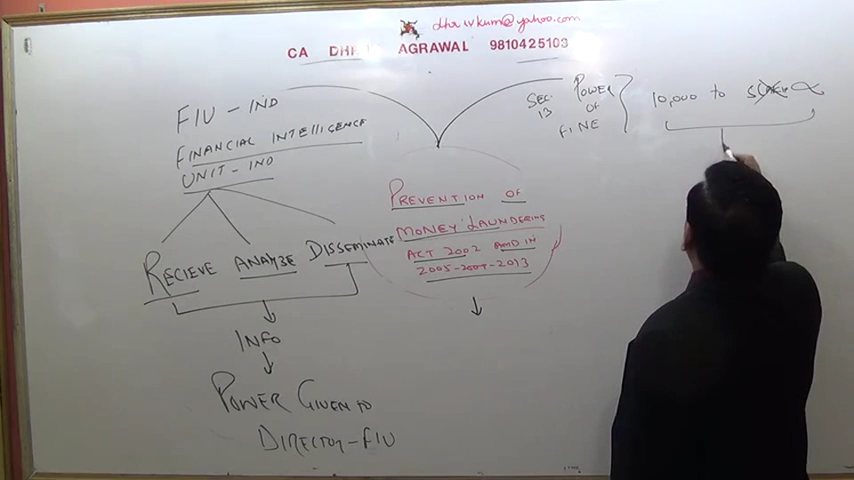 dhruvkum@yahoo.com
CA DH AGRAWAL 9810425103
FIU - IND
FINANCIAL INTELLIGENCE
UNIT - IND
RECIEVE ANALYZE DISSEMINATE
INFO
POWER GIVEN TO
DIRECTOR - FIU
PREVENTION OF
MONEY LAUNDERING
ACT 2002 AMD IN
2005-2009-2013
SEC.
13
POWER
OF
FINE
10,000 to